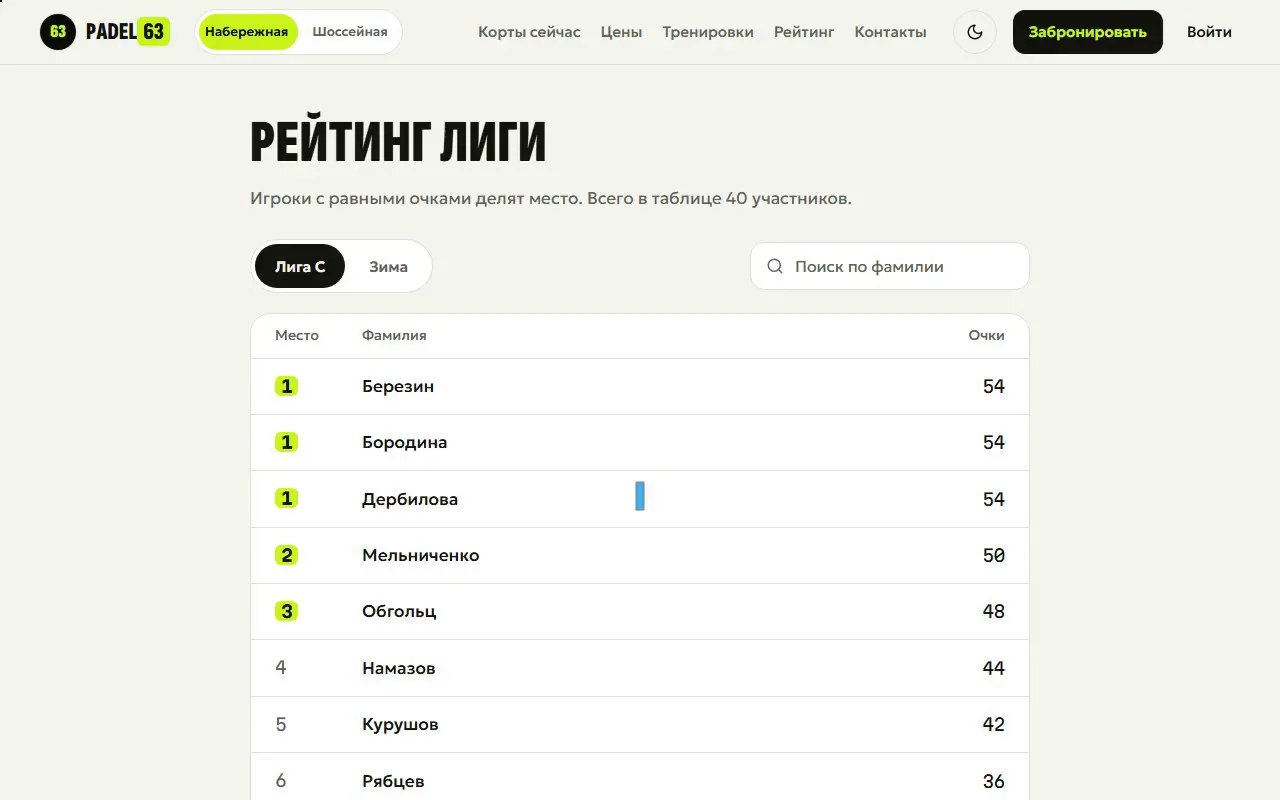 63 PADEL 63 Набережная Шоссейная Корты сейчас Цены Тренировки Рейтинг Контакты Забронировать Войти
РЕЙТИНГ ЛИГИ
Игроки с равными очками делят место. Всего в таблице 40 участников.
Лига С Зима Поиск по фамилии
Место Фамилия Очки
1 Березин 54
1 Бородина 54
1 Дербилова 54
2 Мельниченко 50
3 Обгольц 48
4 Намазов 44
5 Курушов 42
6 Рябцев 36